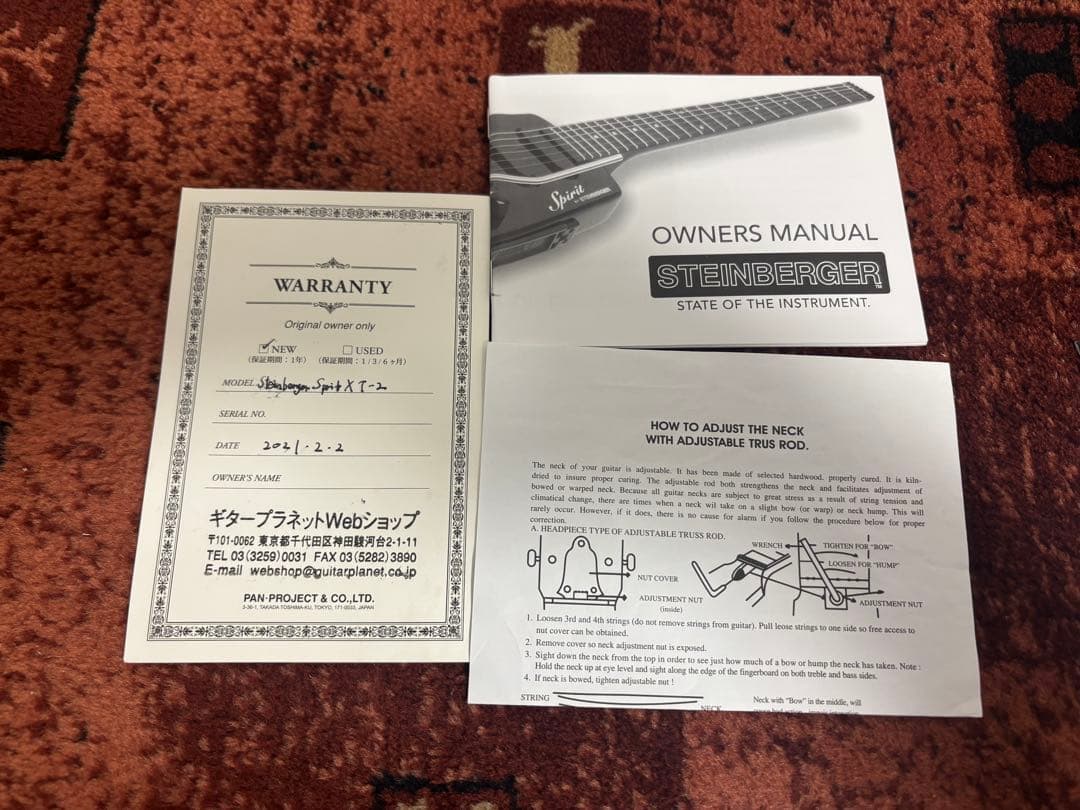 WARRANTY
Original owner only
☑NEW □USED
（保証期間：1年） （保証期間：1/3/6ヶ月）
MODEL Steinberger Spirit XT-2
SERIAL NO.
DATE 2021.2.2
OWNER'S NAME
ギタープラネットWebショップ
〒101-0062 東京都千代田区神田駿河台2-1-11
TEL 03(3259)0031 FAX 03(5282)3890
E-mail webshop@guitarplanet.co.jp
PAN-PROJECT & CO.,LTD.
3-36-1, TAKADA TOSHIMA-KU, TOKYO, 171-0033, JAPAN
Spirit
BY STEINBERGER
OWNERS MANUAL
STEINBERGER™
STATE OF THE INSTRUMENT.
HOW TO ADJUST THE NECK
WITH ADJUSTABLE TRUS ROD.
The neck of your guitar is adjustable. It has been made of selected hardwood. properly cured. It is kiln-
dried to insure proper curing. The adjustable rod both strengthens the neck and facilitates adjustment of
bowed or warped neck. Because all guitar necks are subject to great stress as a result of string tension and
climatical change, there are times when a neck wil take on a slight bow (or warp) or neck hump. This will
rarely occur. However, if it does, there is no cause for alarm if you follow the procedure below for proper
correction.
A. HEADPIECE TYPE OF ADJUSTABLE TRUSS ROD.
NUT COVER
ADJUSTMENT NUT
(inside)
WRENCH
TIGHTEN FOR "BOW"
LOOSEN FOR "HUMP"
ADJUSTMENT NUT
1. Loosen 3rd and 4th strings (do not remove strings from guitar). Pull leose strings to one side so free access to
nut cover can be obtained.
2. Remove cover so neck adjustment nut is exposed.
3. Sight down the neck from the top in order to see just how much of a bow or hump the neck has taken. Note :
Hold the neck up at eye level and sight along the edge of the fingerboard on both treble and bass sides.
4. If neck is bowed, tighten adjustable nut !
STRING
NECK
Neck with "Bow" in the middle, will